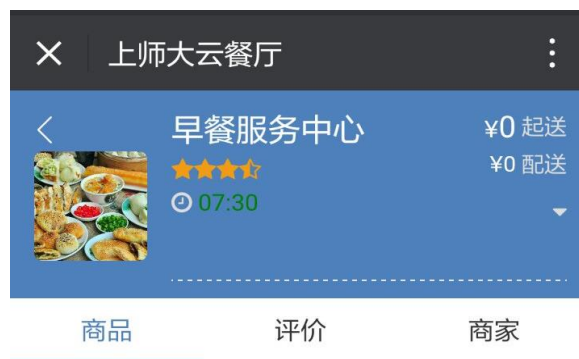 上师大云餐厅
早餐服务中心
¥0 起送
¥0 配送
07:30
商品 评价 商家